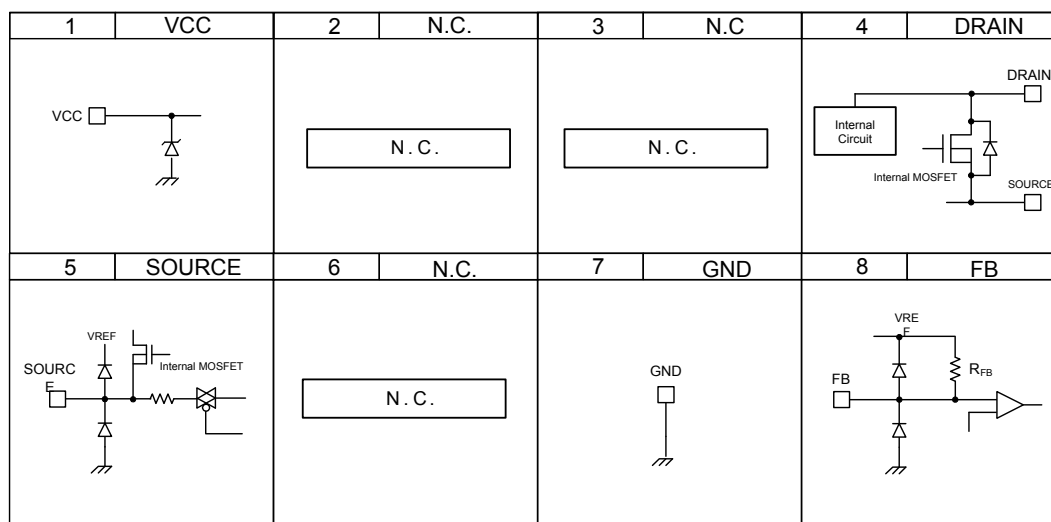 1 VCC 2 N.C. 3 N.C 4 DRAIN
VCC
N.C.
N.C.
DRAIN
Internal
Circuit
Internal MOSFET
SOURCE
5 SOURCE 6 N.C. 7 GND 8 FB
VREF
Internal MOSFET
SOURC
E
N.C.
GND
VRE
F
RFB
FB